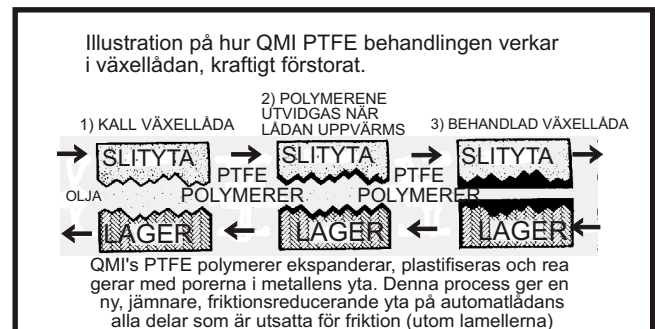 Illustration på hur QMI PTFE behandlingen verkar
i växellådan, kraftigt förstorat.
1) KALL VÄXELLÅDA
2) POLYMERENE
UTVIDGAS NÄR
LÅDAN UPPVÄRMS
3) BEHANDLAD VÄXELLÅDA
SLITYTA
SLITYTA
SLITYTA
OLJA
PTFE
POLYMERER
PTFE
POLYMERER
LAGER
LAGER
LAGER
QMI's PTFE polymerer ekspanderar, plastifiseras och rea
gerar med porerna i metallens yta. Denna process ger en
ny, jämnare, friktionsreducerande yta på automatlådans
alla delar som är utsatta för friktion (utom lamellerna)